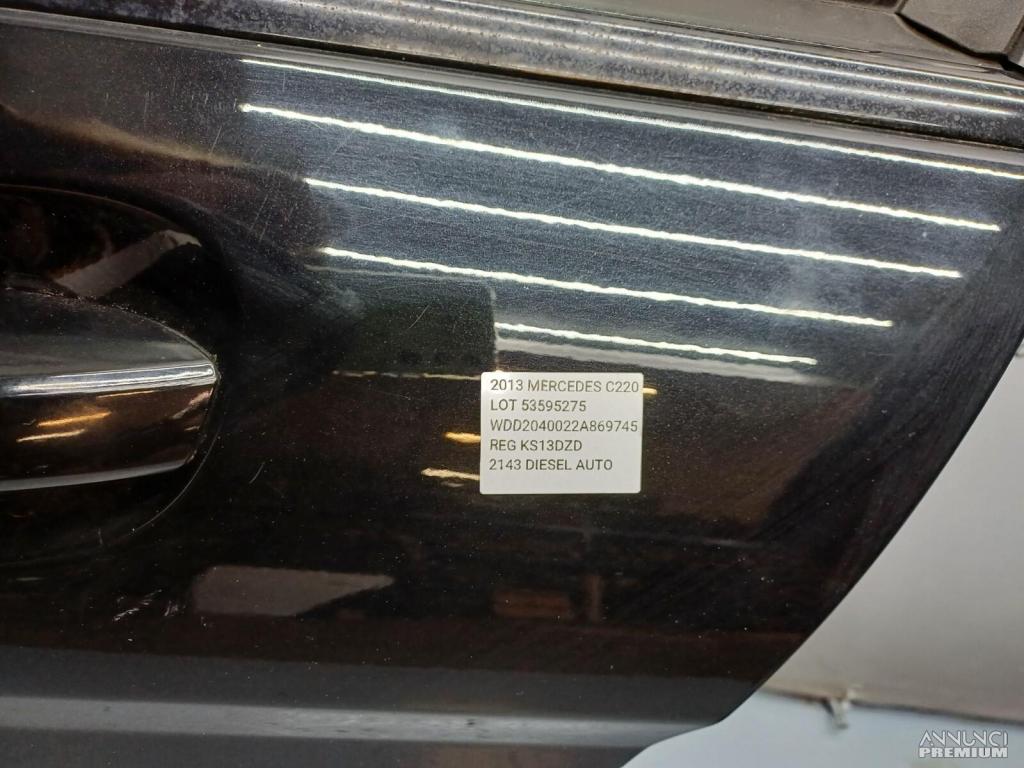 2013 MERCEDES C220
LOT 53595275
WDD2040022A869745
REG KS13DZD
2143 DIESEL AUTO
ANNUNCI
PREMIUM